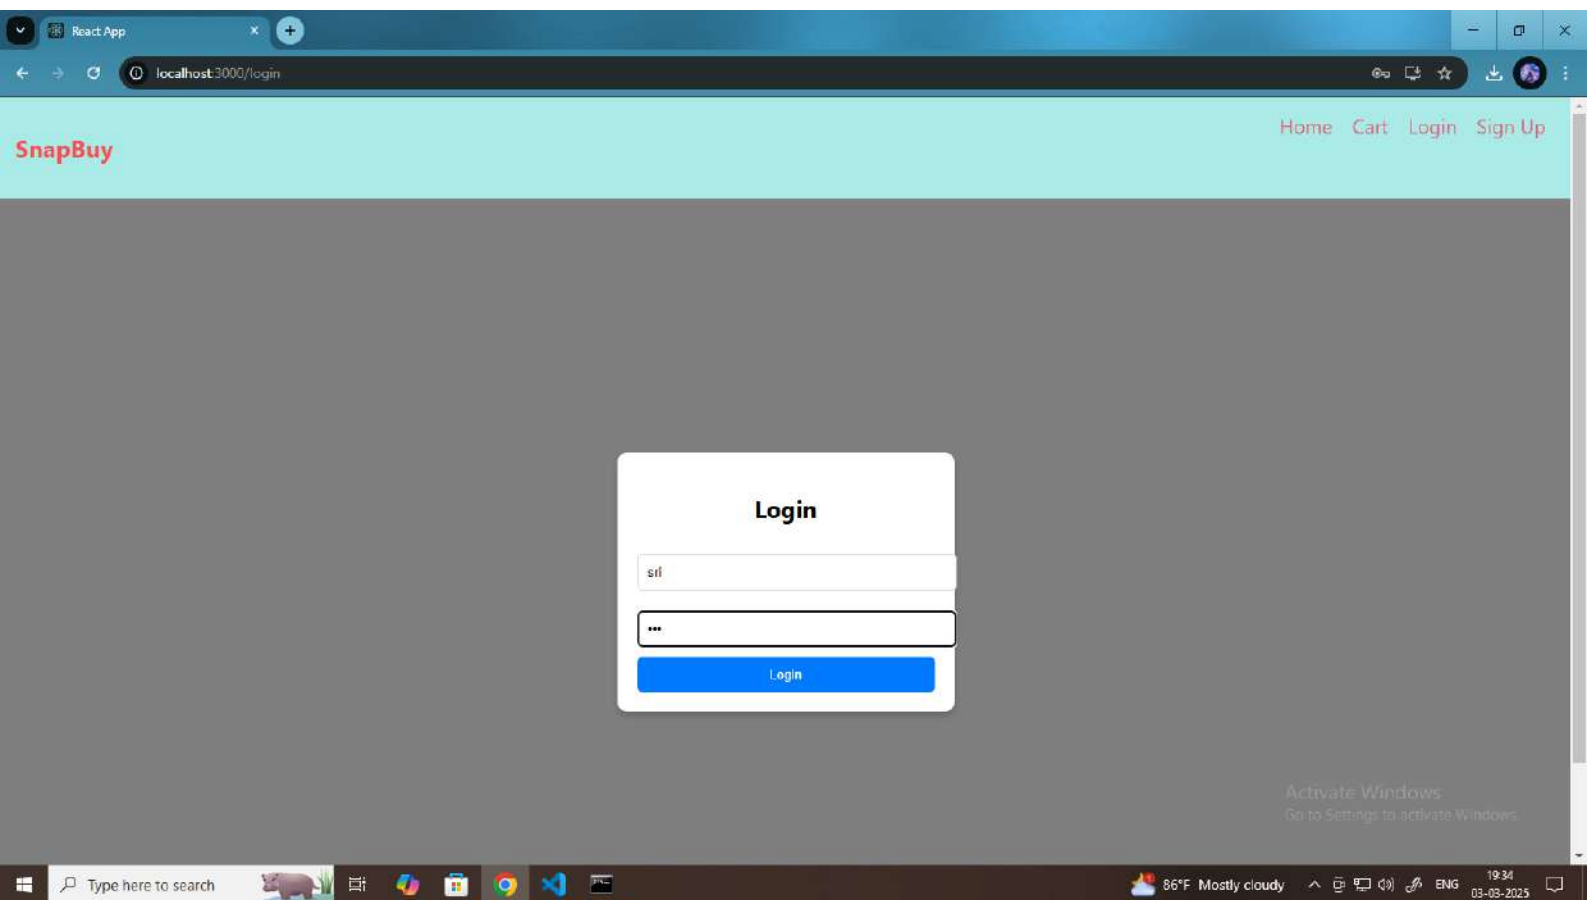 React App
localhost:3000/login
SnapBuy
Home Cart Login Sign Up
Login
sri
•••
Login
Activate Windows
Go to Settings to activate Windows.
Type here to search
86°F Mostly cloudy
ENG
19:34
03-03-2025